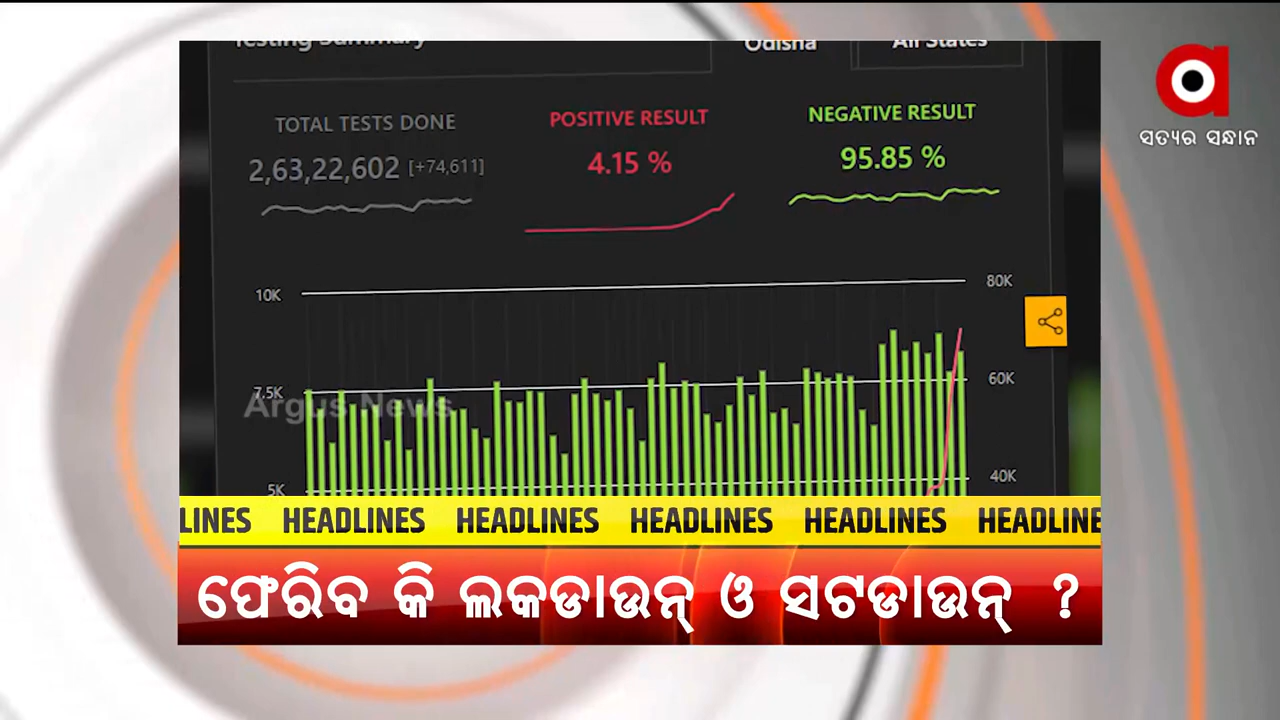 Testing Summary
Odisha
All States
ସତ୍ୟର ସନ୍ଧାନ
TOTAL TESTS DONE
2,63,22,602 [+74,611]
POSITIVE RESULT
4.15 %
NEGATIVE RESULT
95.85 %
10K
80K
7.5K
60K
Argus News
5K
40K
LINES HEADLINES HEADLINES HEADLINES HEADLINES HEADLINE
ଫେରିବ କି ଲକଡାଉନ୍ ଓ ସଟଡାଉନ୍ ?